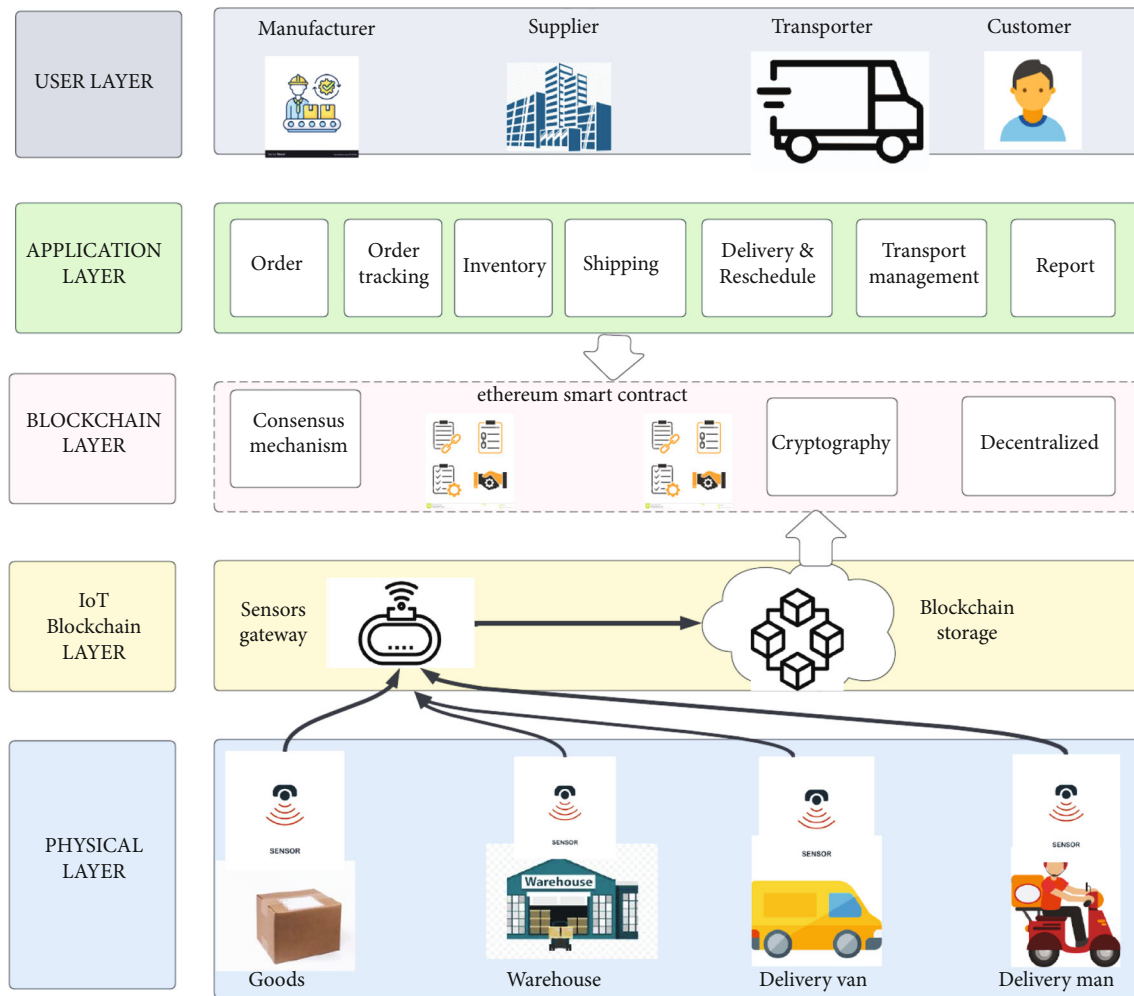 USER LAYER
Manufacturer
Supplier
Transporter
Customer
APPLICATION
LAYER
Order
Order
tracking
Inventory
Shipping
Delivery &
Reschedule
Transport
management
Report
BLOCKCHAIN
LAYER
ethereum smart contract
Consensus
mechanism
Cryptography
Decentralized
IoT
Blockchain
LAYER
Sensors
gateway
Blockchain
storage
PHYSICAL
LAYER
SENSOR
SENSOR
SENSOR
SENSOR
Warehouse
Goods
Warehouse
Delivery van
Delivery man